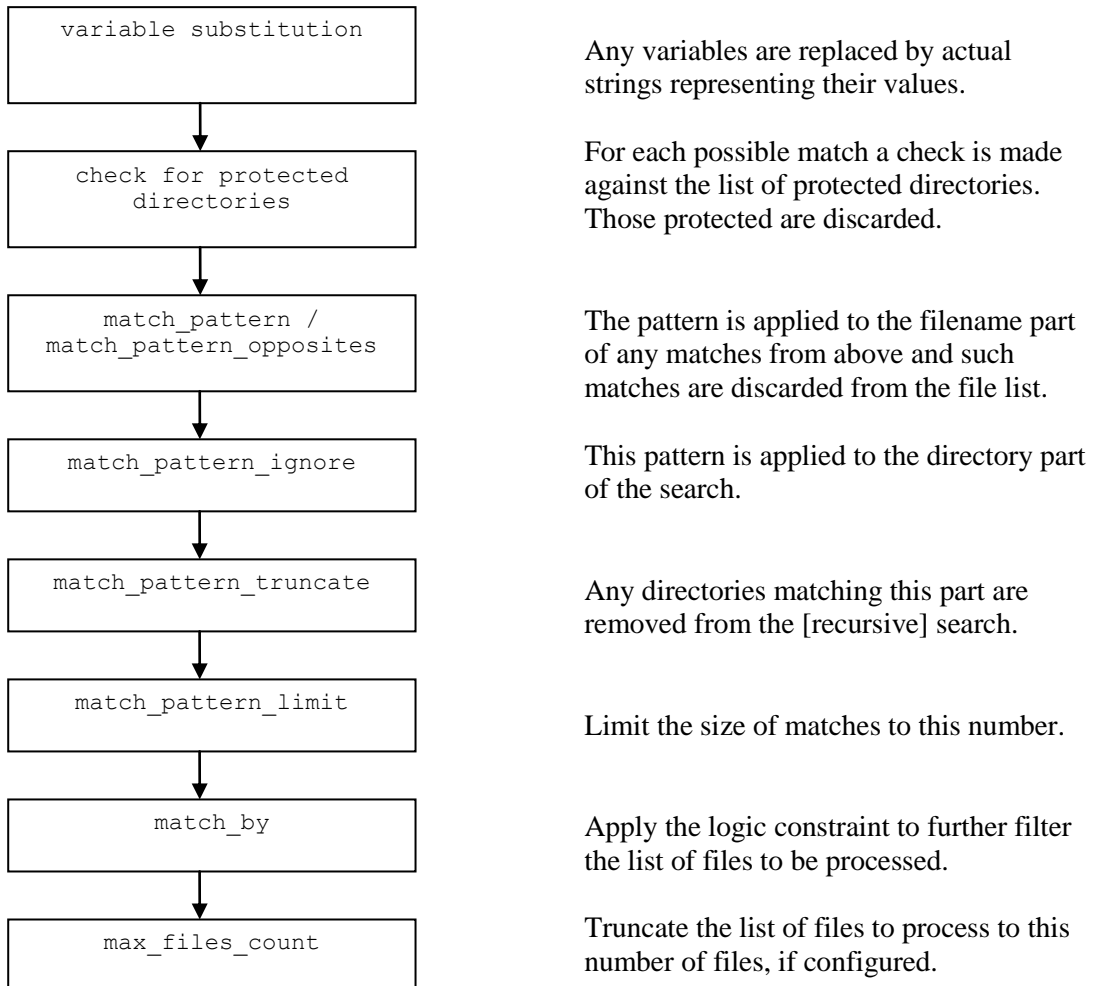 variable substitution
Any variables are replaced by actual
strings representing their values.
check for protected
directories
For each possible match a check is made
against the list of protected directories.
Those protected are discarded.
match_pattern /
match_pattern_opposites
The pattern is applied to the filename part
of any matches from above and such
matches are discarded from the file list.
match_pattern_ignore
This pattern is applied to the directory part
of the search.
match_pattern_truncate
Any directories matching this part are
removed from the [recursive] search.
match_pattern_limit
Limit the size of matches to this number.
match_by
Apply the logic constraint to further filter
the list of files to be processed.
max_files_count
Truncate the list of files to process to this
number of files, if configured.